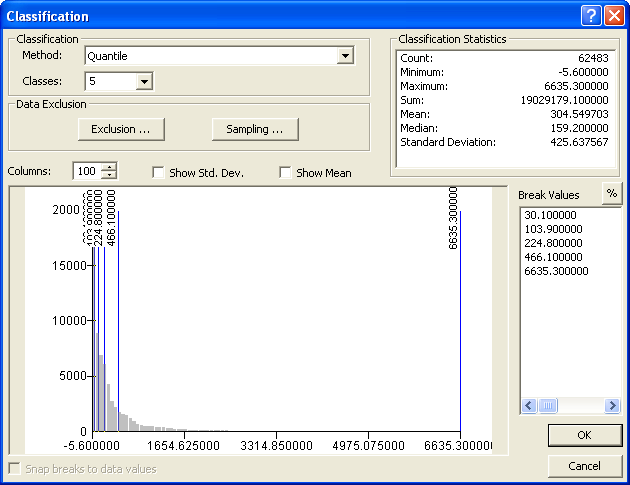 Classification
Classification
Method: Quantile
Classes: 5
Data Exclusion
Exclusion ...
Sampling ...
Classification Statistics
Count: 62483
Minimum: -5.600000
Maximum: 6635.300000
Sum: 19029179.100000
Mean: 304.549703
Median: 159.200000
Standard Deviation: 425.637567
Columns: 100
Show Std. Dev.
Show Mean
Break Values
%
30.100000
103.900000
224.800000
466.100000
6635.300000
103.900000
224.800000
466.100000
6635.300000
15000
10000
5000
0
-5.600000 1654.625000 3314.850000 4975.075000
OK
Cancel
Snap breaks to data values